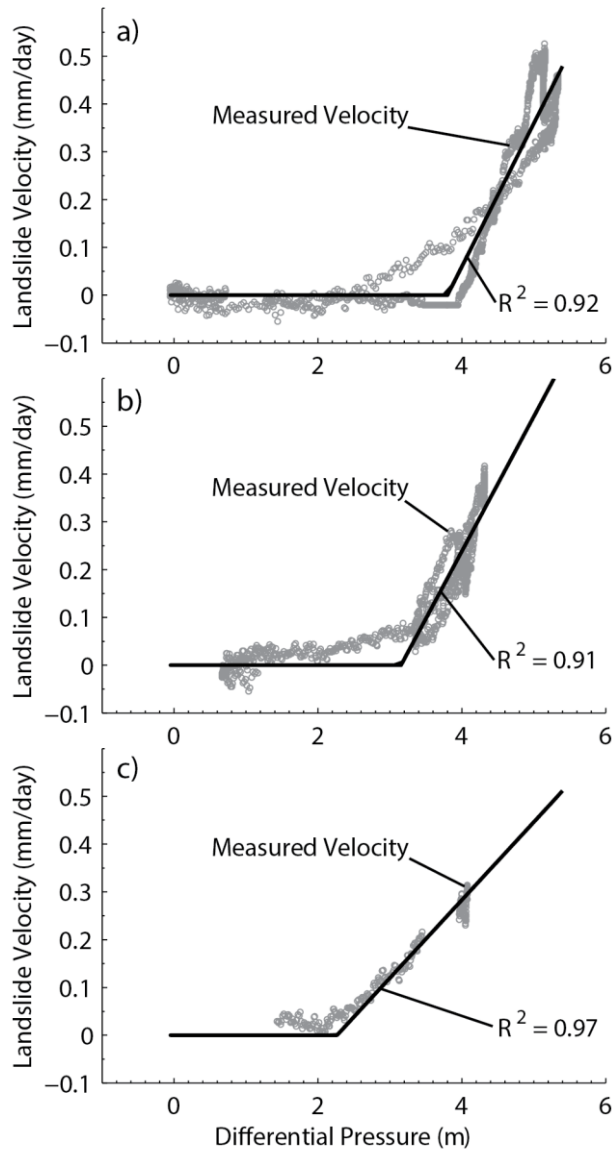 a)
Landslide Velocity (mm/day)
0.5
0.4
0.3
0.2
0.1
0
−0.1
Measured Velocity
R² = 0.92
0 2 4 6
b)
Landslide Velocity (mm/day)
0.5
0.4
0.3
0.2
0.1
0
−0.1
Measured Velocity
R² = 0.91
0 2 4 6
c)
Landslide Velocity (mm/day)
0.5
0.4
0.3
0.2
0.1
0
−0.1
Measured Velocity
R² = 0.97
0 2 4 6
Differential Pressure (m)